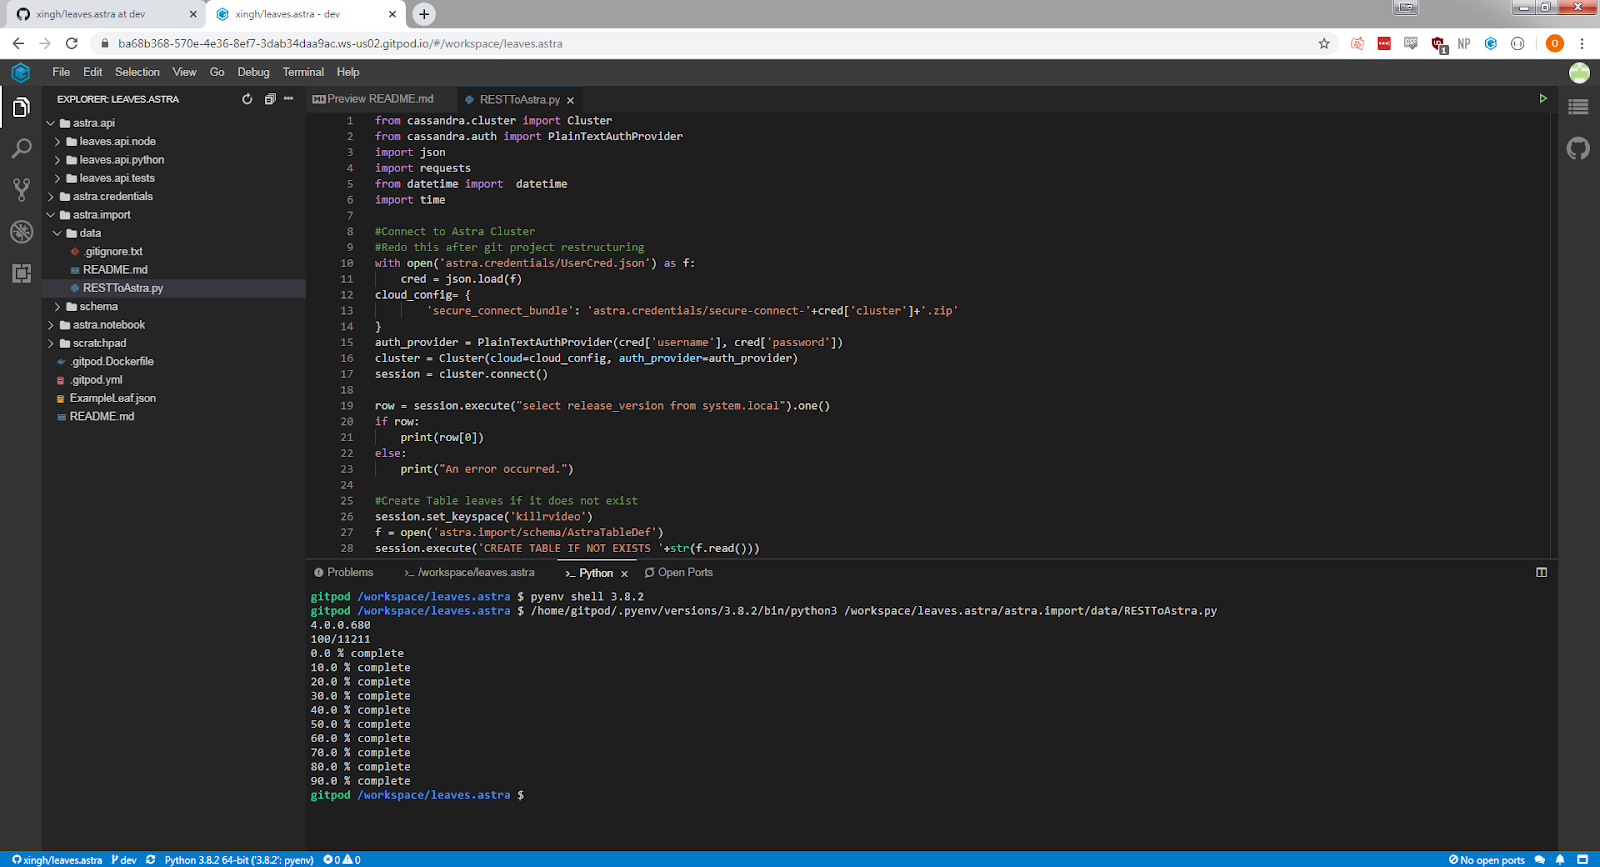 xingh/leaves.astra at dev
xingh/leaves.astra - dev
ba68b368-570e-4e36-8ef7-3dab34daa9ac.ws-us02.gitpod.io/#/workspace/leaves.astra
1
NP
O
File Edit Selection View Go Debug Terminal Help
EXPLORER: LEAVES.ASTRA
astra.api
leaves.api.node
leaves.api.python
leaves.api.tests
astra.credentials
astra.import
data
.gitignore.txt
README.md
RESTToAstra.py
schema
astra.notebook
scratchpad
.gitpod.Dockerfile
.gitpod.yml
ExampleLeaf.json
README.md
Preview README.md
RESTToAstra.py
1 from cassandra.cluster import Cluster
2 from cassandra.auth import PlainTextAuthProvider
3 import json
4 import requests
5 from datetime import  datetime
6 import time
7
8 #Connect to Astra Cluster
9 #Redo this after git project restructuring
10 with open('astra.credentials/UserCred.json') as f:
11     cred = json.load(f)
12 cloud_config= {
13         'secure_connect_bundle': 'astra.credentials/secure-connect-'+cred['cluster']+'.zip'
14 }
15 auth_provider = PlainTextAuthProvider(cred['username'], cred['password'])
16 cluster = Cluster(cloud=cloud_config, auth_provider=auth_provider)
17 session = cluster.connect()
18
19 row = session.execute("select release_version from system.local").one()
20 if row:
21     print(row[0])
22 else:
23     print("An error occurred.")
24
25 #Create Table leaves if it does not exist
26 session.set_keyspace('killrvideo')
27 f = open('astra.import/schema/AstraTableDef')
28 session.execute('CREATE TABLE IF NOT EXISTS '+str(f.read()))
Problems
>_ /workspace/leaves.astra
>_ Python
Open Ports
gitpod /workspace/leaves.astra $ pyenv shell 3.8.2
gitpod /workspace/leaves.astra $ /home/gitpod/.pyenv/versions/3.8.2/bin/python3 /workspace/leaves.astra/astra.import/data/RESTToAstra.py
4.0.0.680
100/11211
0.0 % complete
10.0 % complete
20.0 % complete
30.0 % complete
40.0 % complete
50.0 % complete
60.0 % complete
70.0 % complete
80.0 % complete
90.0 % complete
gitpod /workspace/leaves.astra $
xingh/leaves.astra dev Python 3.8.2 64-bit ('3.8.2': pyenv) 0 0 No open ports